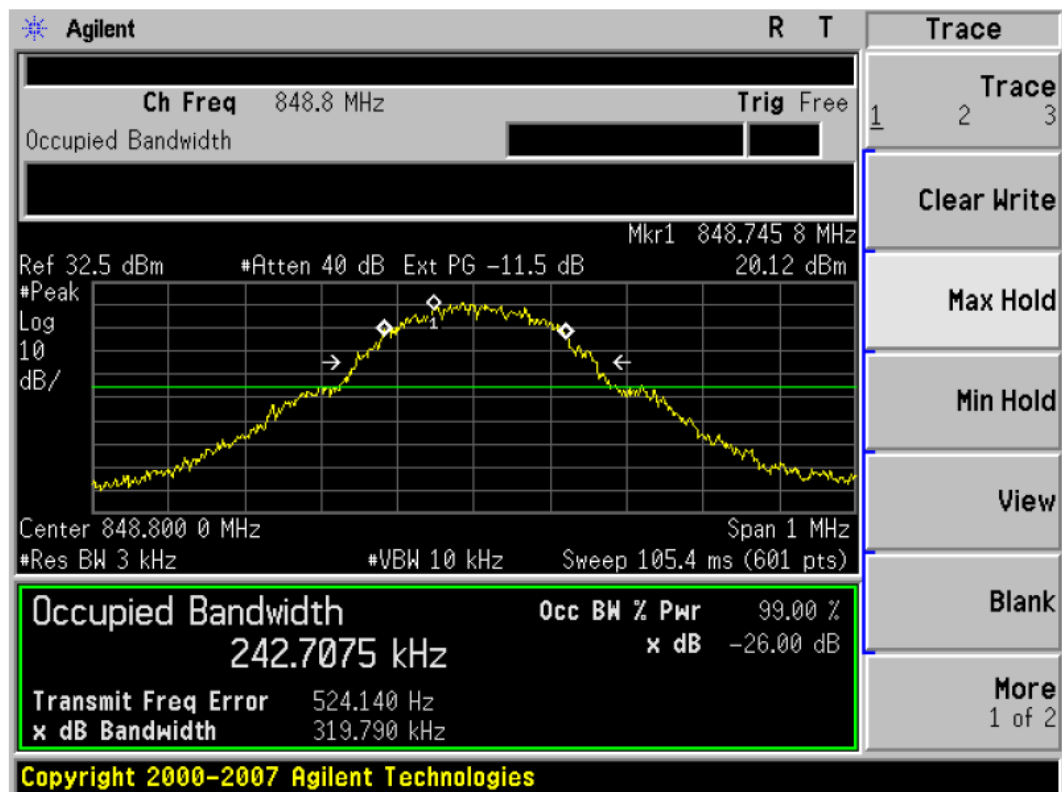 Agilent R T Trace
Ch Freq 848.8 MHz Trig Free
Occupied Bandwidth
Trace
1 2 3
Clear Write
Max Hold
Min Hold
View
Blank
More
1 of 2
Mkr1 848.745 8 MHz
Ref 32.5 dBm #Atten 40 dB Ext PG -11.5 dB 20.12 dBm
#Peak
Log
10
dB/
1
Center 848.800 0 MHz Span 1 MHz
#Res BW 3 kHz #VBW 10 kHz Sweep 105.4 ms (601 pts)
Occupied Bandwidth Occ BW % Pwr 99.00 %
242.7075 kHz x dB -26.00 dB
Transmit Freq Error 524.140 Hz
x dB Bandwidth 319.790 kHz
Copyright 2000-2007 Agilent Technologies